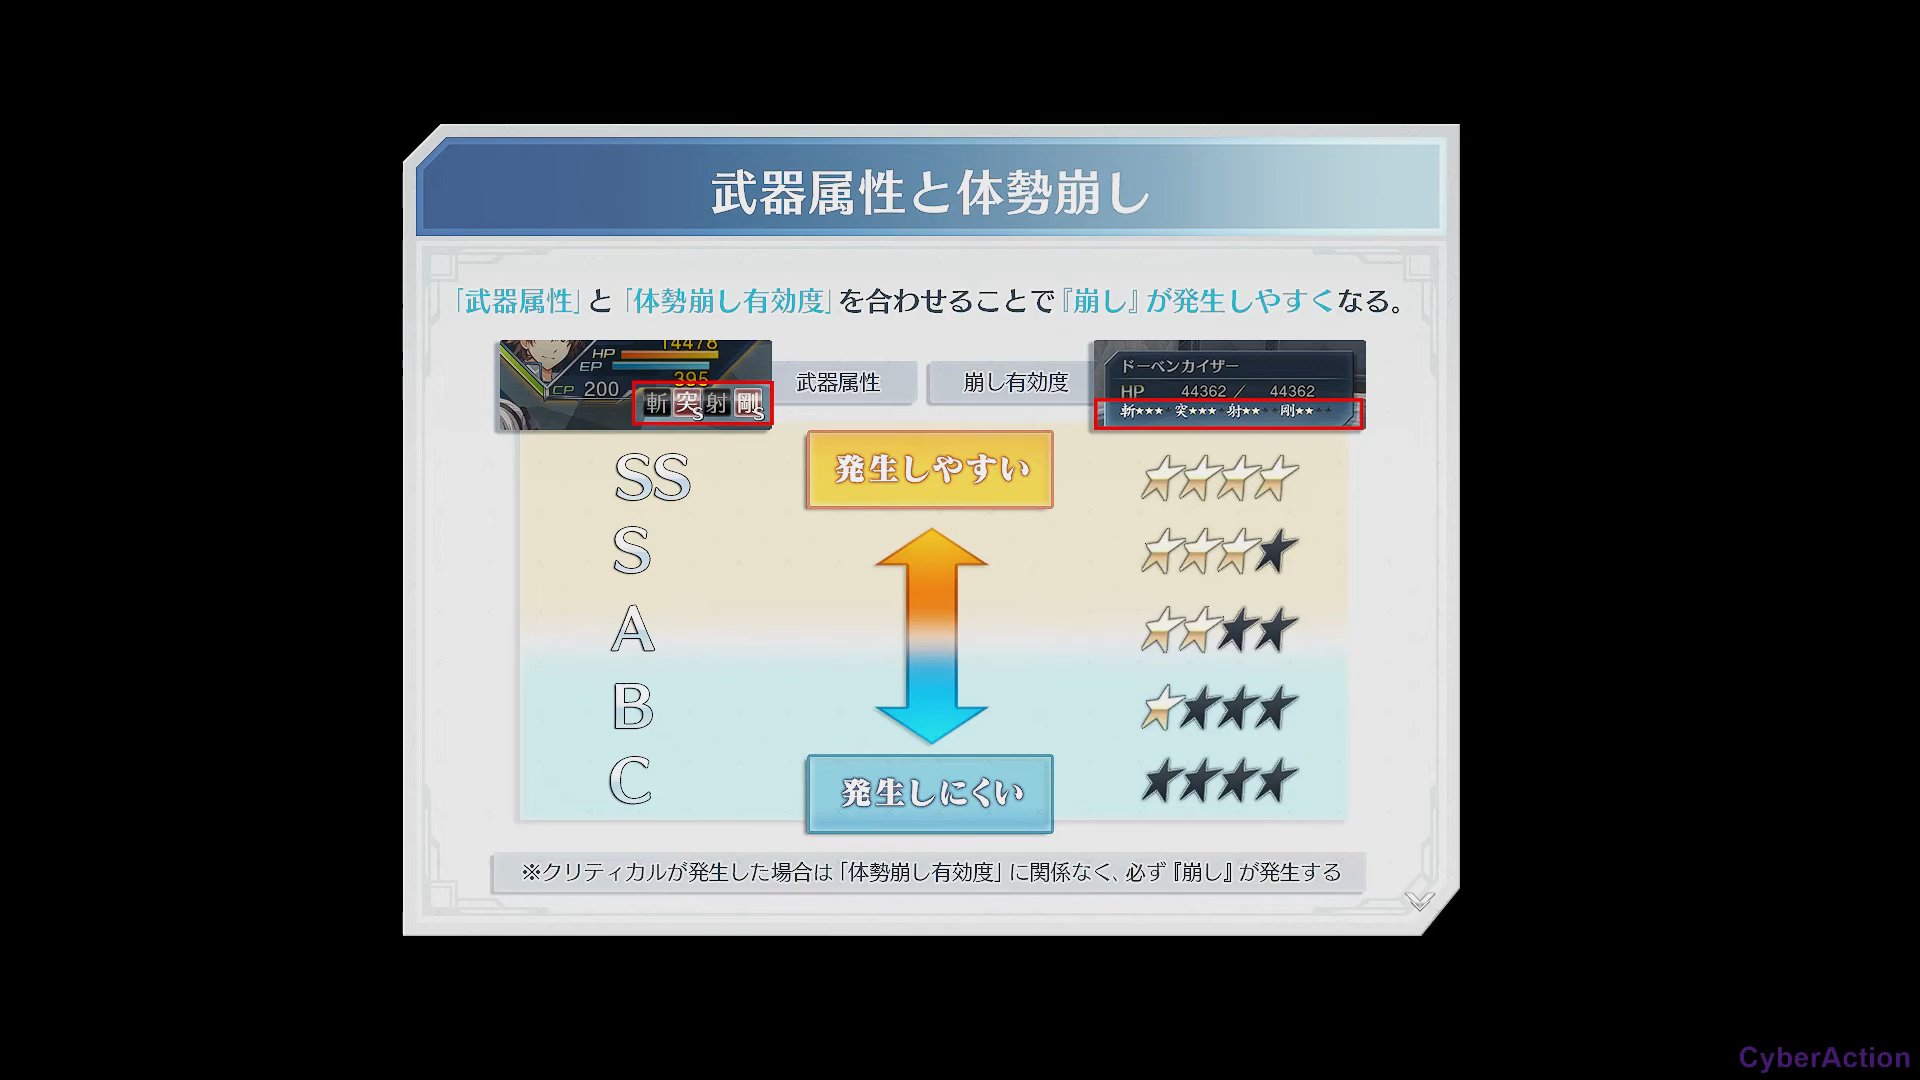 武器属性と体勢崩し
「武器属性」と「体勢崩し有効度」を合わせることで『崩し』が発生しやすくなる。
HP 14478
EP 395
CP 200
斬 突S 射 剛S
武器属性
崩し有効度
ドーベンカイザー
HP 44362 / 44362
斬★★★ 突★★★ 射★★ 剛★★
発生しやすい
SS ★★★★
S ★★★★
A ★★★★
B ★★★★
C ★★★★
発生しにくい
※クリティカルが発生した場合は「体勢崩し有効度」に関係なく、必ず『崩し』が発生する
CyberAction